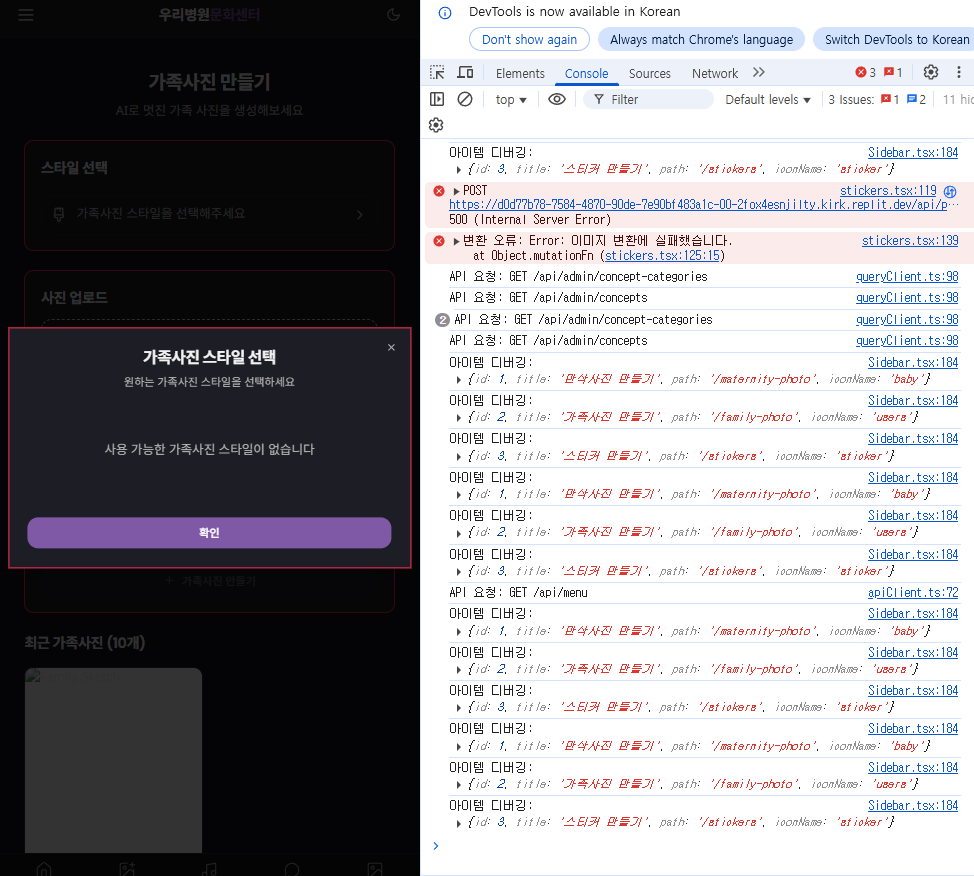 우리병원문화센터
가족사진 만들기
AI로 멋진 가족 사진을 생성해보세요
스타일 선택
가족사진 스타일을 선택해주세요
사진 업로드
가족사진 스타일 선택
×
원하는 가족사진 스타일을 선택하세요
사용 가능한 가족사진 스타일이 없습니다
확인
+ 가족사진 만들기
최근 가족사진 (10개)
DevTools is now available in Korean
Don't show again
Always match Chrome's language
Switch DevTools to Korean
Elements
Console
Sources
Network
3
1
top
Filter
Default levels
3 Issues:
1
2
11 hid
아이템 디버깅: Sidebar.tsx:184
{id: 3, title: '스티커 만들기', path: '/stickers', iconName: 'sticker'}
POST stickers.tsx:119
https://d0d77b78-7584-4870-90de-7e90bf483a1c-00-2fox4esnjilty.kirk.replit.dev/api/p…
500 (Internal Server Error)
변환 오류: Error: 이미지 변환에 실패했습니다. stickers.tsx:139
at Object.mutationFn (stickers.tsx:125:15)
API 요청: GET /api/admin/concept-categories queryClient.ts:98
API 요청: GET /api/admin/concepts queryClient.ts:98
2 API 요청: GET /api/admin/concept-categories queryClient.ts:98
API 요청: GET /api/admin/concepts queryClient.ts:98
아이템 디버깅: Sidebar.tsx:184
{id: 1, title: '만삭사진 만들기', path: '/maternity-photo', iconName: 'baby'}
아이템 디버깅: Sidebar.tsx:184
{id: 2, title: '가족사진 만들기', path: '/family-photo', iconName: 'users'}
아이템 디버깅: Sidebar.tsx:184
{id: 3, title: '스티커 만들기', path: '/stickers', iconName: 'sticker'}
아이템 디버깅: Sidebar.tsx:184
{id: 1, title: '만삭사진 만들기', path: '/maternity-photo', iconName: 'baby'}
아이템 디버깅: Sidebar.tsx:184
{id: 2, title: '가족사진 만들기', path: '/family-photo', iconName: 'users'}
아이템 디버깅: Sidebar.tsx:184
{id: 3, title: '스티커 만들기', path: '/stickers', iconName: 'sticker'}
API 요청: GET /api/menu apiClient.ts:72
아이템 디버깅: Sidebar.tsx:184
{id: 1, title: '만삭사진 만들기', path: '/maternity-photo', iconName: 'baby'}
아이템 디버깅: Sidebar.tsx:184
{id: 2, title: '가족사진 만들기', path: '/family-photo', iconName: 'users'}
아이템 디버깅: Sidebar.tsx:184
{id: 3, title: '스티커 만들기', path: '/stickers', iconName: 'sticker'}
아이템 디버깅: Sidebar.tsx:184
{id: 1, title: '만삭사진 만들기', path: '/maternity-photo', iconName: 'baby'}
아이템 디버깅: Sidebar.tsx:184
{id: 2, title: '가족사진 만들기', path: '/family-photo', iconName: 'users'}
아이템 디버깅: Sidebar.tsx:184
{id: 3, title: '스티커 만들기', path: '/stickers', iconName: 'sticker'}